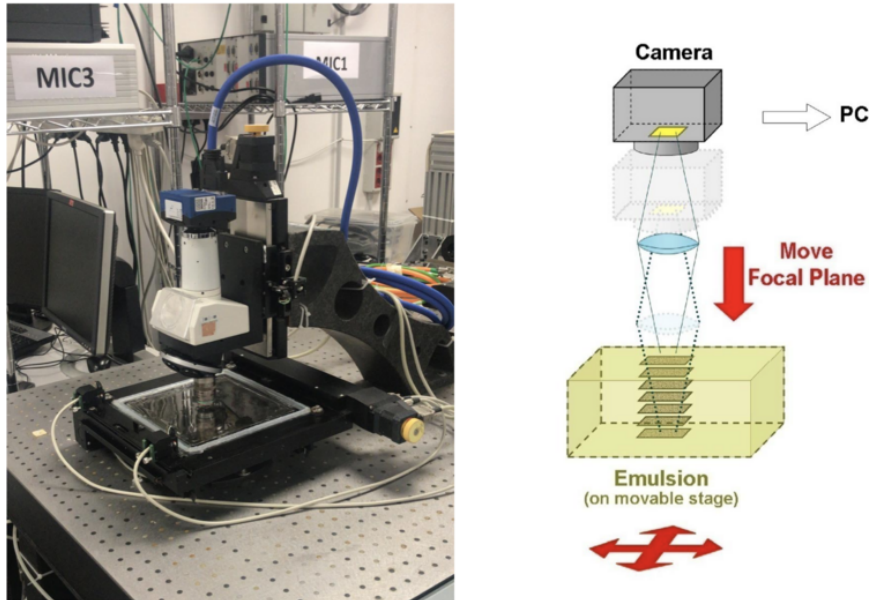 MIC3
MIC1
Camera
PC
Move
Focal Plane
Emulsion
(on movable stage)